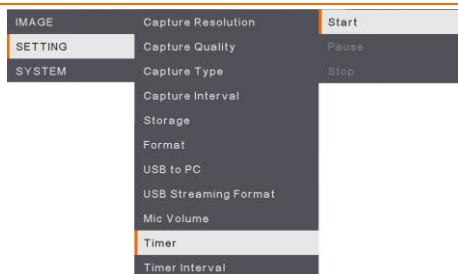 IMAGE
SETTING
SYSTEM
Capture Resolution
Capture Quality
Capture Type
Capture Interval
Storage
Format
USB to PC
USB Streaming Format
Mic Volume
Timer
Timer Interval
Start
Pause
Stop